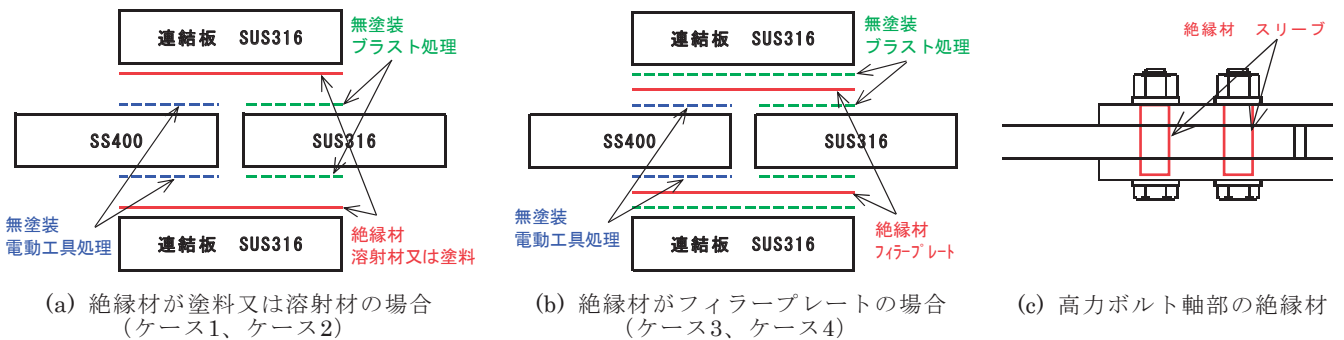 連結板 SUS316
無塗装
ブラスト処理
SS400
SUS316
無塗装
電動工具処理
連結板 SUS316
絶縁材
溶射材又は塗料
(a) 絶縁材が塗料又は溶射材の場合
(ケース1、ケース2)
連結板 SUS316
無塗装
ブラスト処理
SS400
SUS316
無塗装
電動工具処理
連結板 SUS316
絶縁材
フィラープレート
(b) 絶縁材がフィラープレートの場合
(ケース3、ケース4)
絶縁材 スリーブ
(c) 高力ボルト軸部の絶縁材